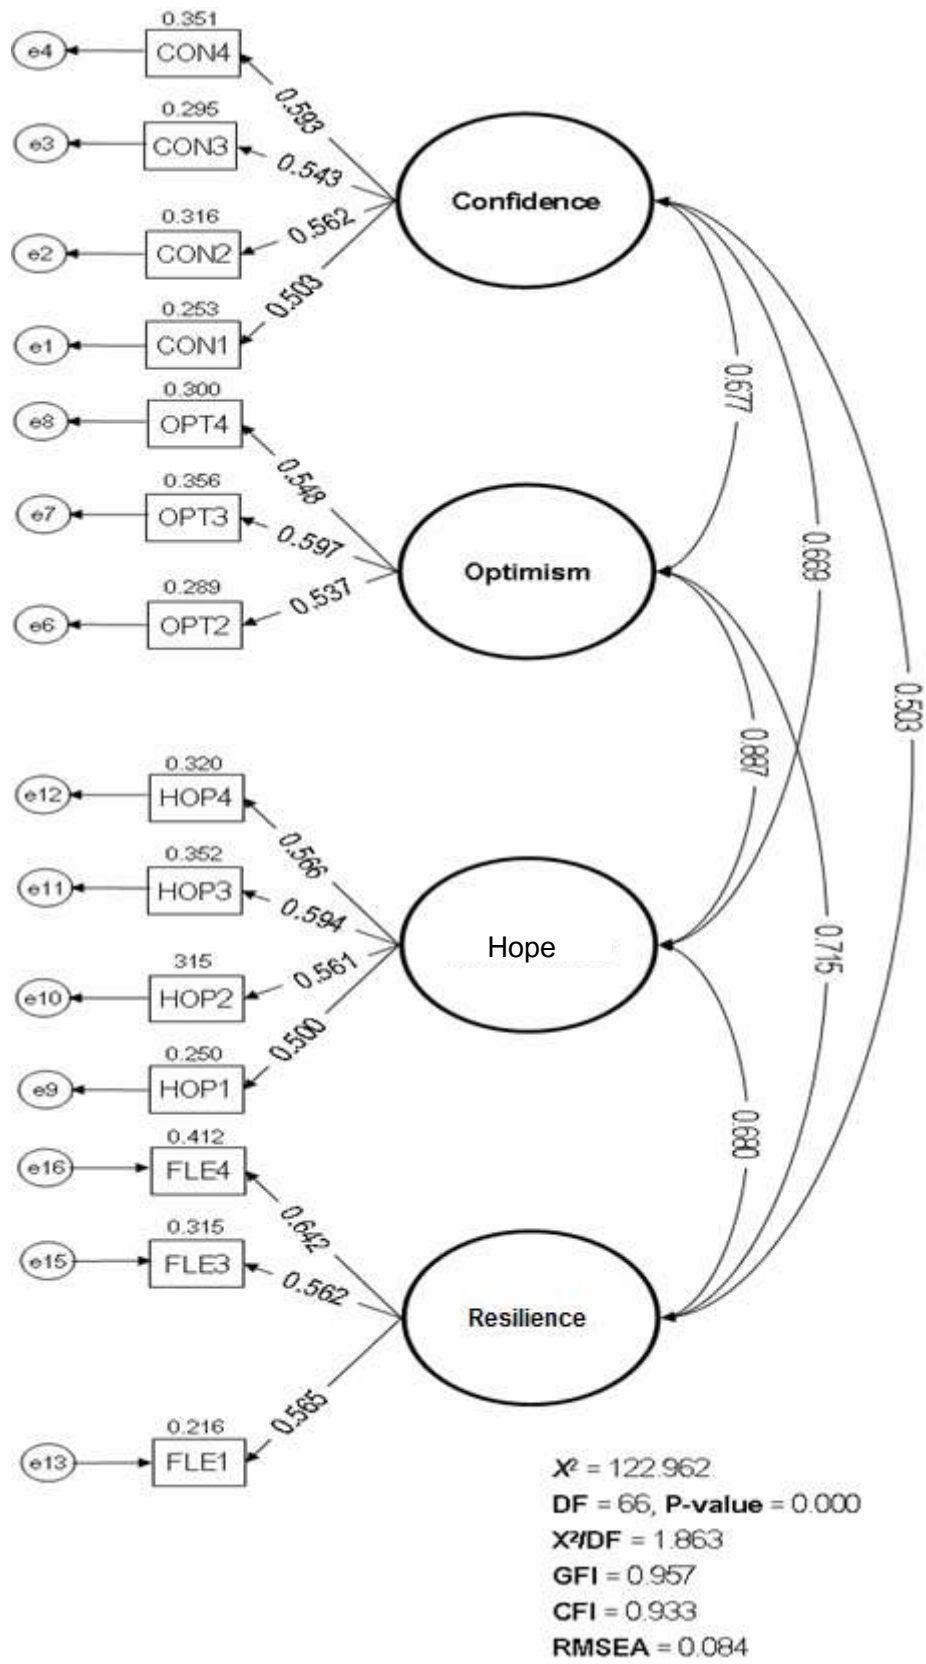 0.351
e4
CON4
0.593
0.295
e3
CON3
0.543
0.316
e2
CON2
0.562
0.253
e1
CON1
0.503
Confidence
0.300
e8
OPT4
0.548
0.356
e7
OPT3
0.597
0.289
e6
OPT2
0.537
Optimism
0.677
0.669
0.503
0.320
e12
HOP4
0.566
0.352
e11
HOP3
0.594
315
e10
HOP2
0.561
0.250
e9
HOP1
0.500
Hope
0.887
0.715
0.680
0.412
e16
FLE4
0.642
0.315
e15
FLE3
0.562
0.216
e13
FLE1
0.565
Resilience
X² = 122.962
DF = 66, P-value = 0.000
X²/DF = 1.863
GFI = 0.957
CFI = 0.933
RMSEA = 0.084